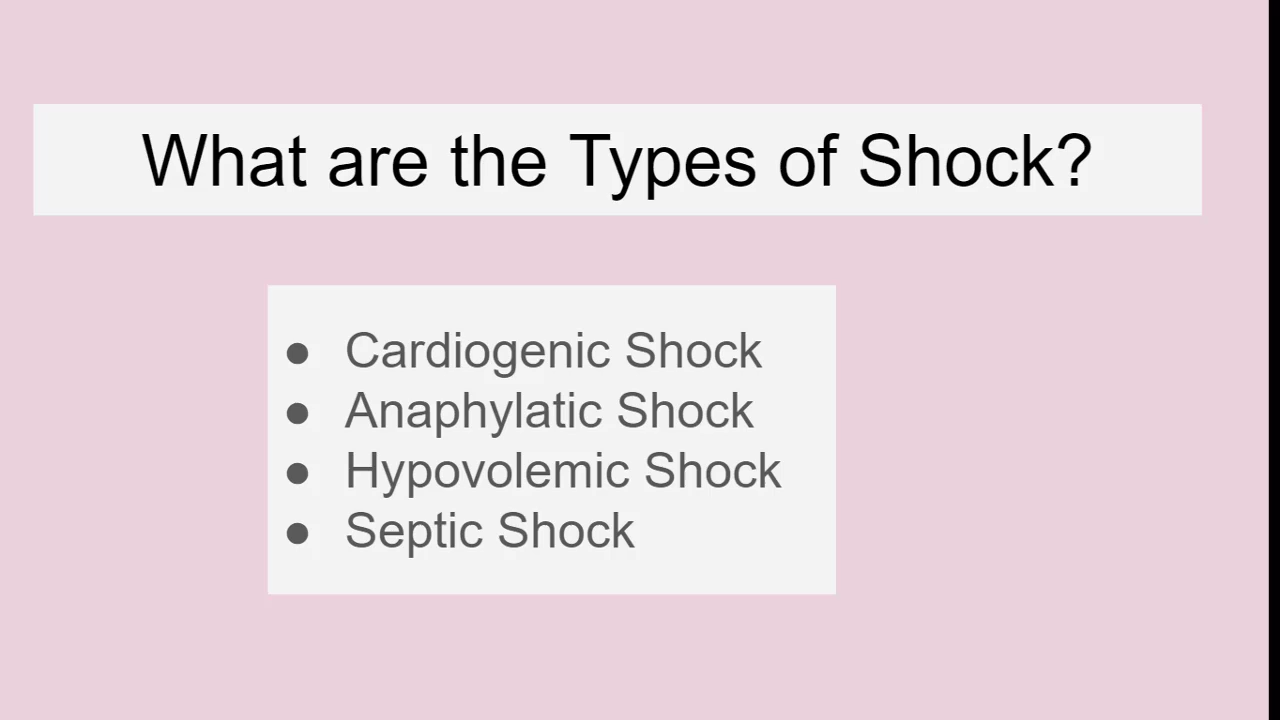 What are the Types of Shock?
● Cardiogenic Shock
● Anaphylatic Shock
● Hypovolemic Shock
● Septic Shock